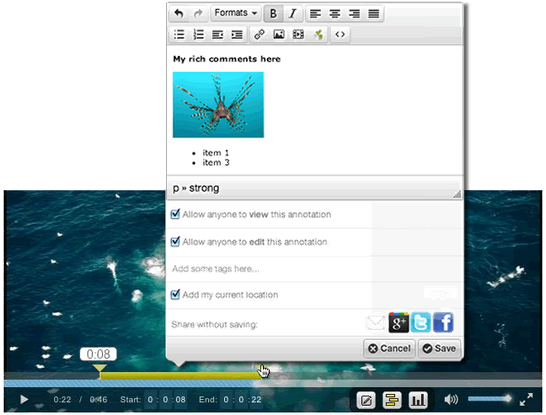 Formats B I
My rich comments here
item 1
item 3
p » strong
Allow anyone to view this annotation
Allow anyone to edit this annotation
Add some tags here...
Add my current location
Share without saving:
g+ t f
Cancel Save
0:08
0:22 / 0:46 Start: 0 : 0 : 08 End: 0 : 0 : 22